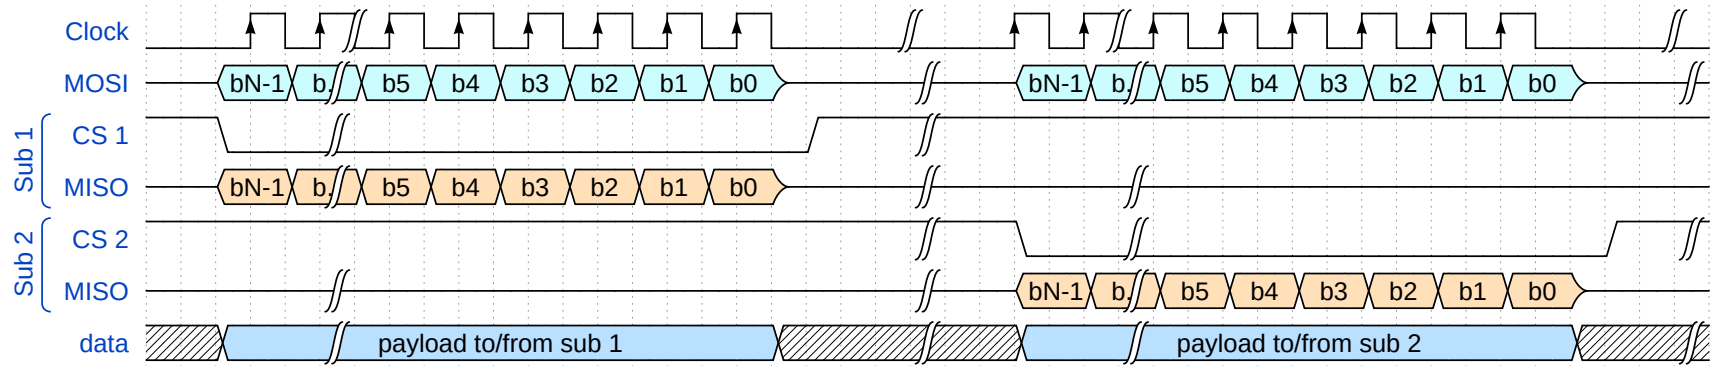 Clock
MOSI bN-1 b. b5 b4 b3 b2 b1 b0 bN-1 b. b5 b4 b3 b2 b1 b0
Sub 1
CS 1
MISO bN-1 b. b5 b4 b3 b2 b1 b0
Sub 2
CS 2
MISO bN-1 b. b5 b4 b3 b2 b1 b0
data payload to/from sub 1 payload to/from sub 2